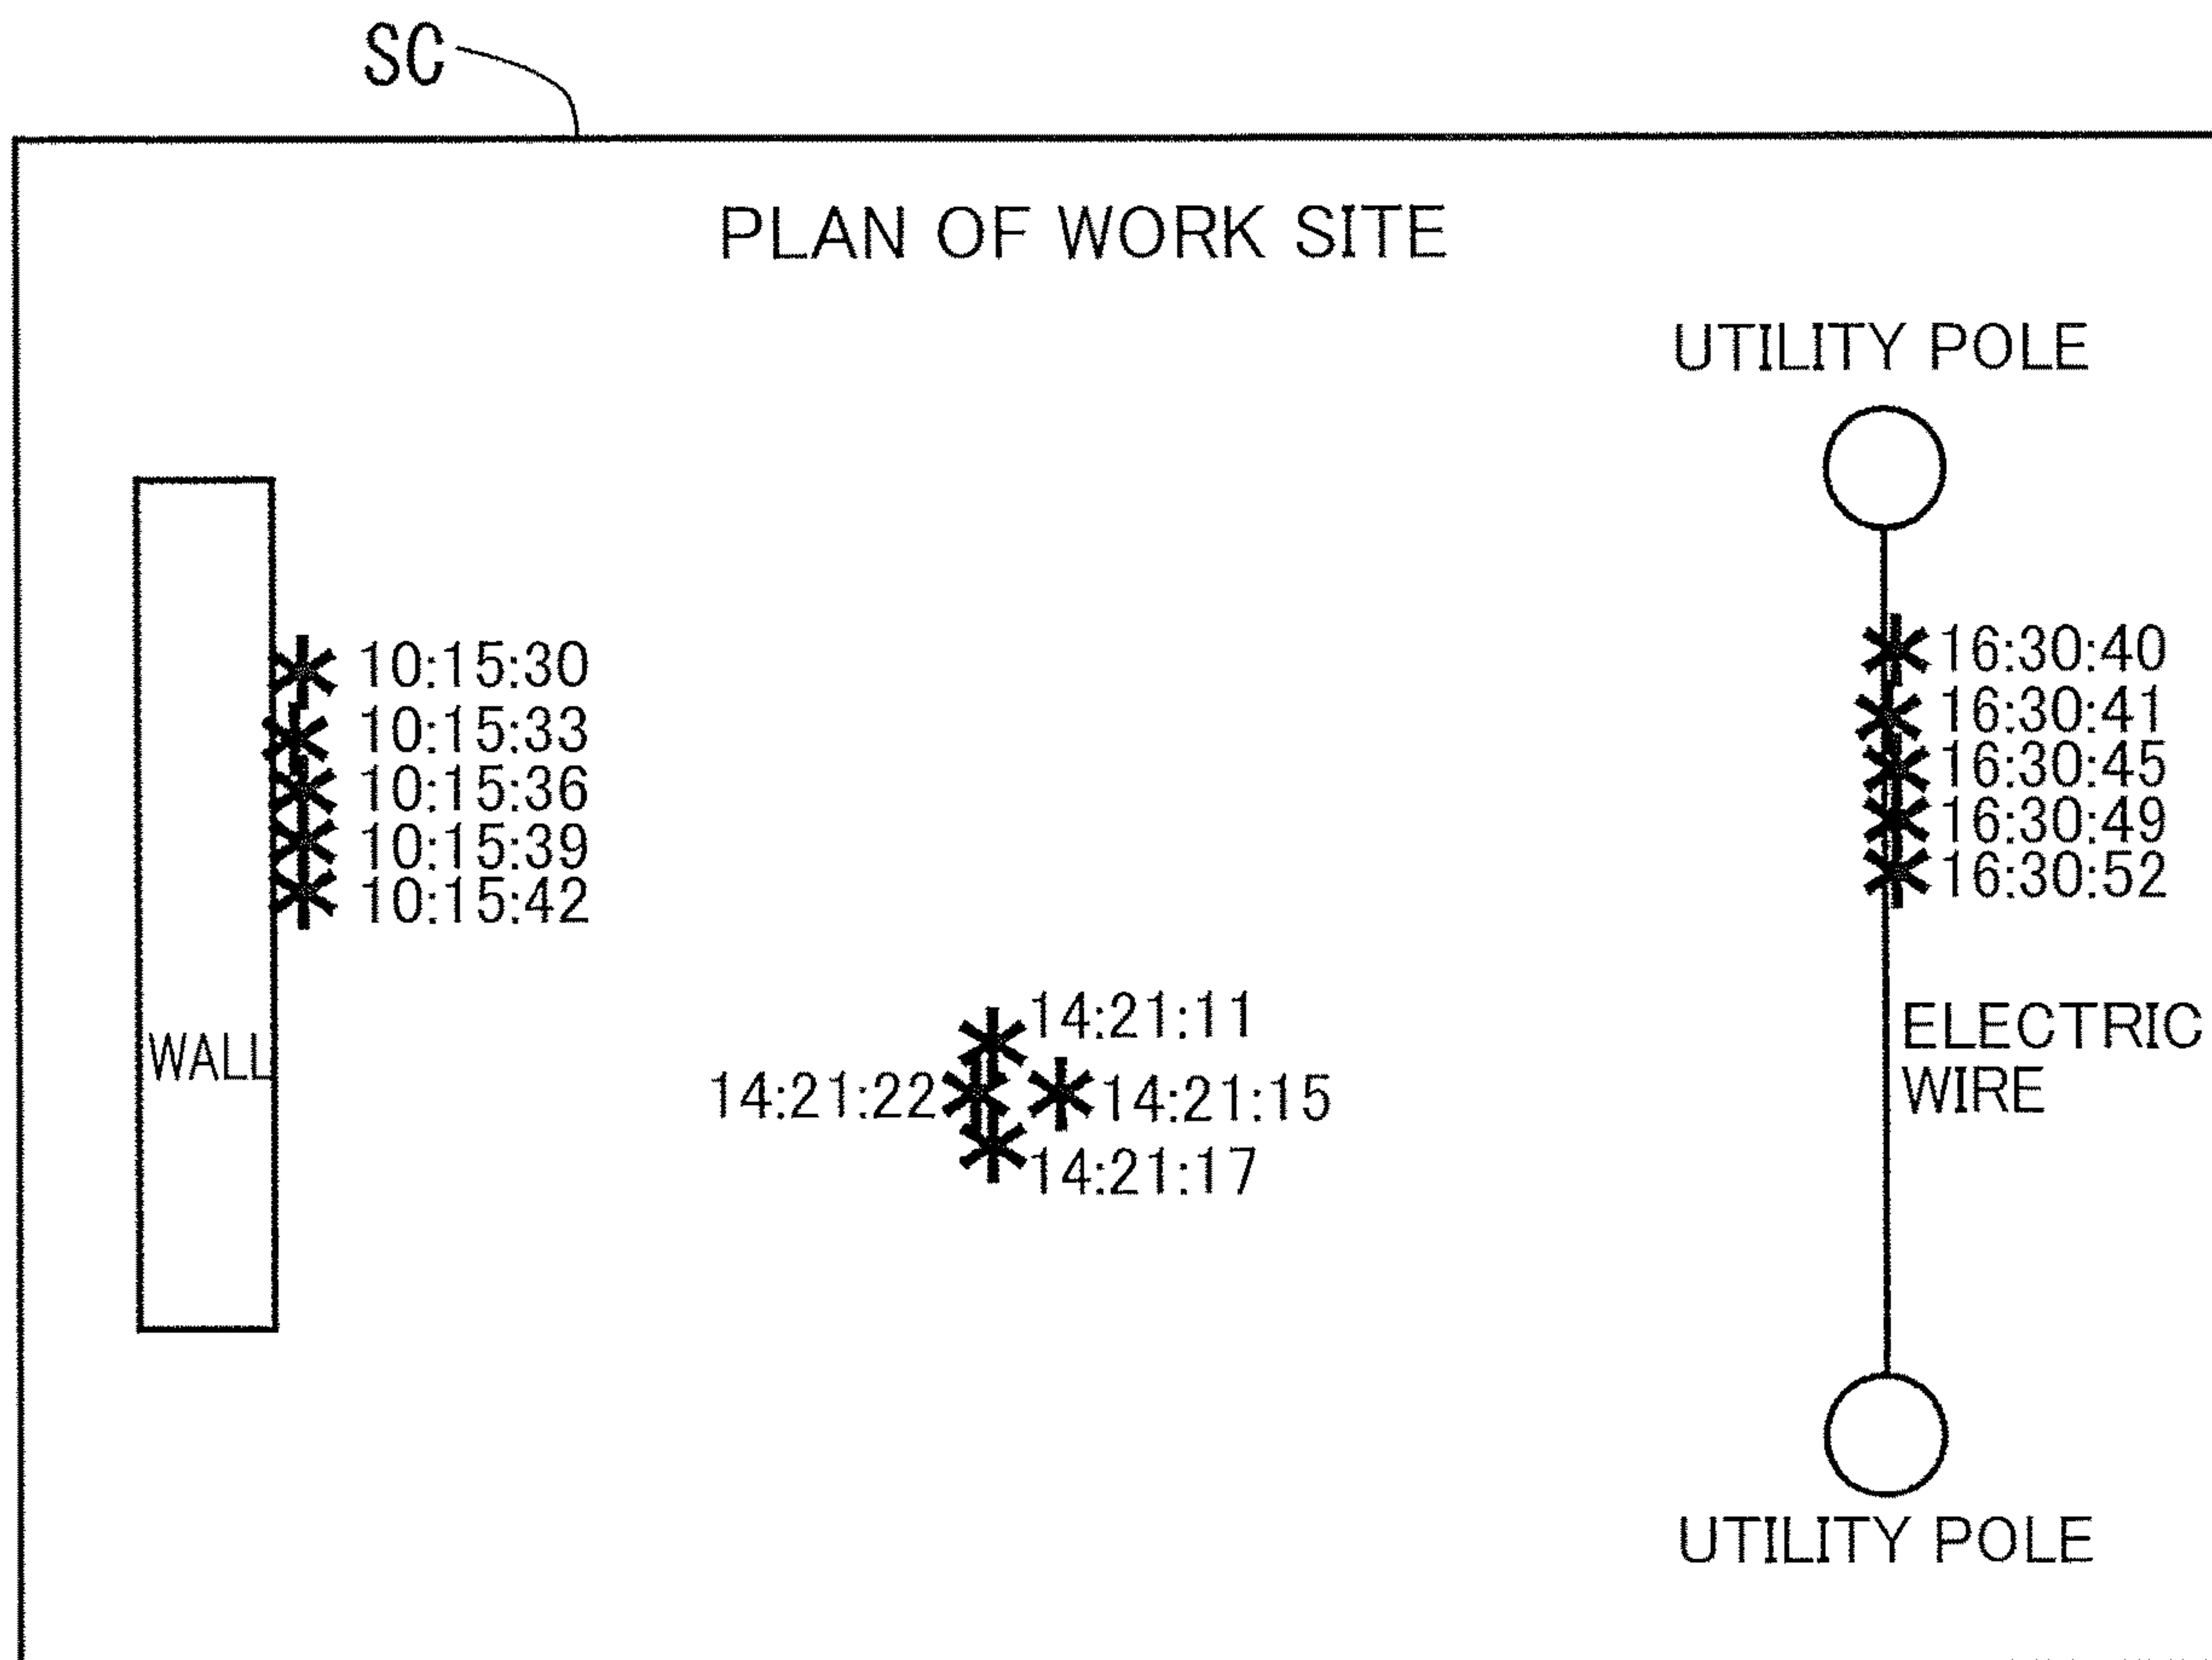 SC
PLAN OF WORK SITE
UTILITY POLE
10:15:30
10:15:33
10:15:36
10:15:39
10:15:42
16:30:40
16:30:41
16:30:45
16:30:49
16:30:52
WALL
14:21:11
14:21:22
14:21:15
14:21:17
ELECTRIC
WIRE
UTILITY POLE